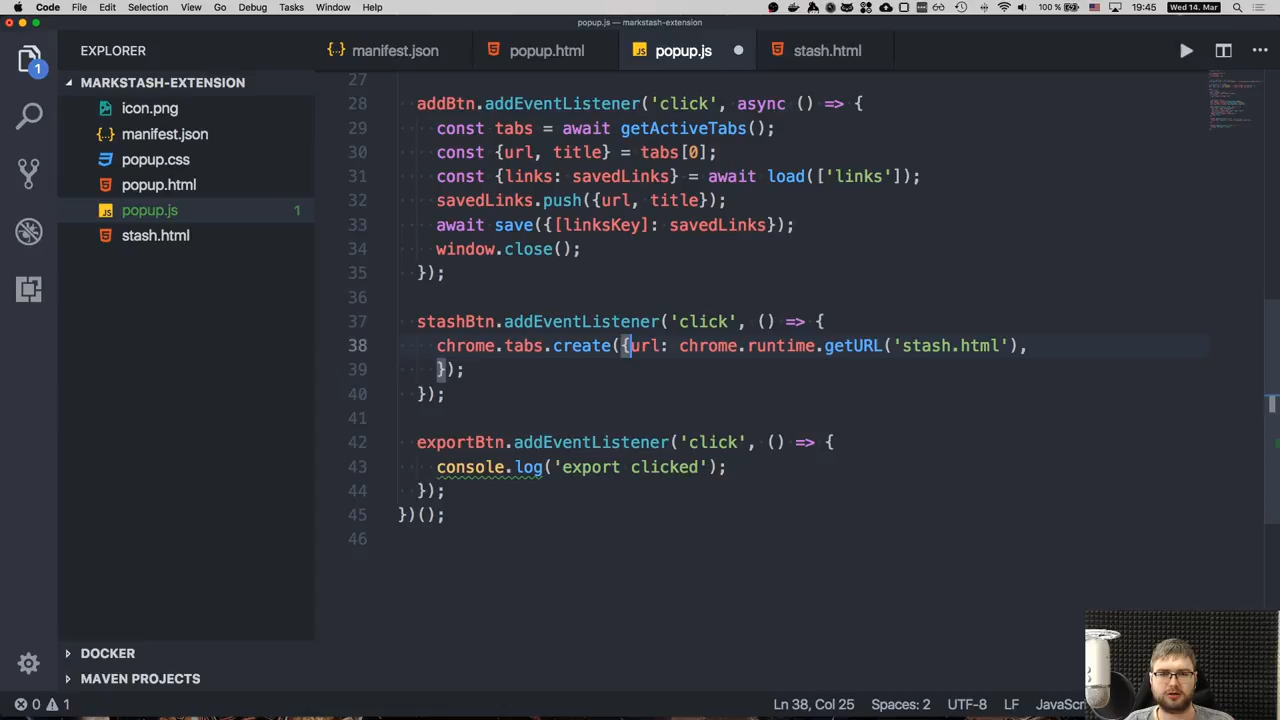 Code File Edit Selection View Go Debug Tasks Window Help
100 % 19:45 Wed 14. Mar
popup.js — markstash-extension
EXPLORER
1
MARKSTASH-EXTENSION
icon.png
manifest.json
popup.css
popup.html
popup.js 1
stash.html
DOCKER
MAVEN PROJECTS
{..} manifest.json popup.html JS popup.js stash.html
27
28 addBtn.addEventListener('click', async () => {
29 const tabs = await getActiveTabs();
30 const {url, title} = tabs[0];
31 const {links: savedLinks} = await load(['links']);
32 savedLinks.push({url, title});
33 await save({[linksKey]: savedLinks});
34 window.close();
35 });
36
37 stashBtn.addEventListener('click', () => {
38 chrome.tabs.create({url: chrome.runtime.getURL('stash.html'),
39 });
40 });
41
42 exportBtn.addEventListener('click', () => {
43 console.log('export clicked');
44 });
45 })();
46
0 1 Ln 38, Col 25 Spaces: 2 UTF-8 LF JavaScr